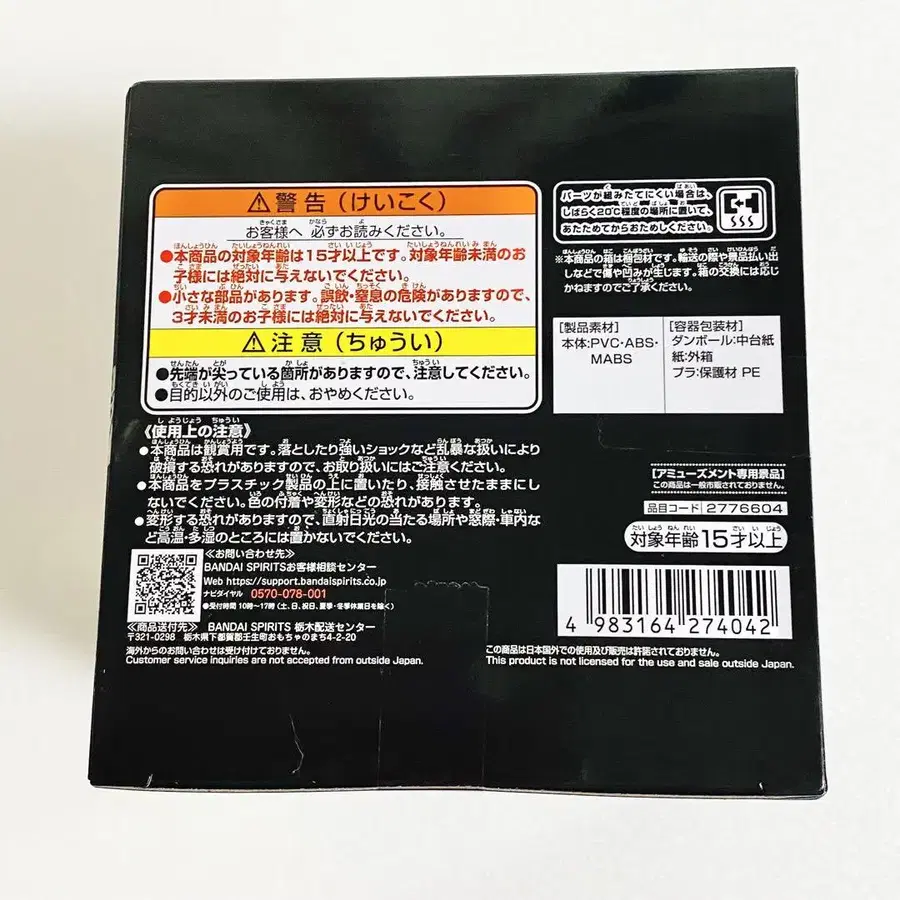 ⚠警告（けいこく）
お客様へ 必ずお読みください。
●本商品の対象年齢は15才以上です。対象年齢未満のお
子様には絶対に与えないでください。
●小さな部品があります。誤飲・窒息の危険がありますので、
3才未満のお子様には絶対に与えないでください。
⚠注意（ちゅうい）
●先端が尖っている箇所がありますので、注意してください。
●目的以外のご使用は、おやめください。
《使用上の注意》
●本商品は観賞用です。落としたり強いショックなど乱暴な扱いにより
破損する恐れがありますので、お取り扱いにはご注意ください。
●本商品をプラスチック製品の上に置いたり、接触させたままにし
ないでください。色の付着や変形などの恐れがあります。
●変形する恐れがありますので、直射日光の当たる場所や窓際・車内な
ど高温・多湿のところには置かないでください。
≪お問い合わせ先≫
BANDAI SPIRITSお客様相談センター
Web https://support.bandaispirits.co.jp
ナビダイヤル 0570-078-001
●受付時間 10時～17時(土、日、祝日、夏季・冬季休業日を除く)
≪商品送付先≫ BANDAI SPIRITS 栃木配送センター
〒321-0298 栃木県下都賀郡壬生町おもちゃのまち4-2-20
海外からのお問い合わせは受け付けておりません。
Customer service inquiries are not accepted from outside Japan.
パーツが組みたてにくい場合は、
しばらく20℃程度の場所に置いて、
あたためてからおためしください。
SSS
※本商品の箱は梱包材です。輸送の際や景品払い出
しなどで傷や凹みが生じます。箱の交換には応じ
かねますのでご了承ください。
[製品素材]
本体:PVC・ABS・
MABS
[容器包装材]
ダンボール:中台紙
紙:外箱
プラ:保護材 PE
[アミューズメント専用景品]
この商品は一般市販されておりません。
品目コード 2776604
対象年齢15才以上
4 983164 274042
この商品は日本国外での使用及び販売は許諾されておりません。
This product is not licensed for the use and sale outside Japan.